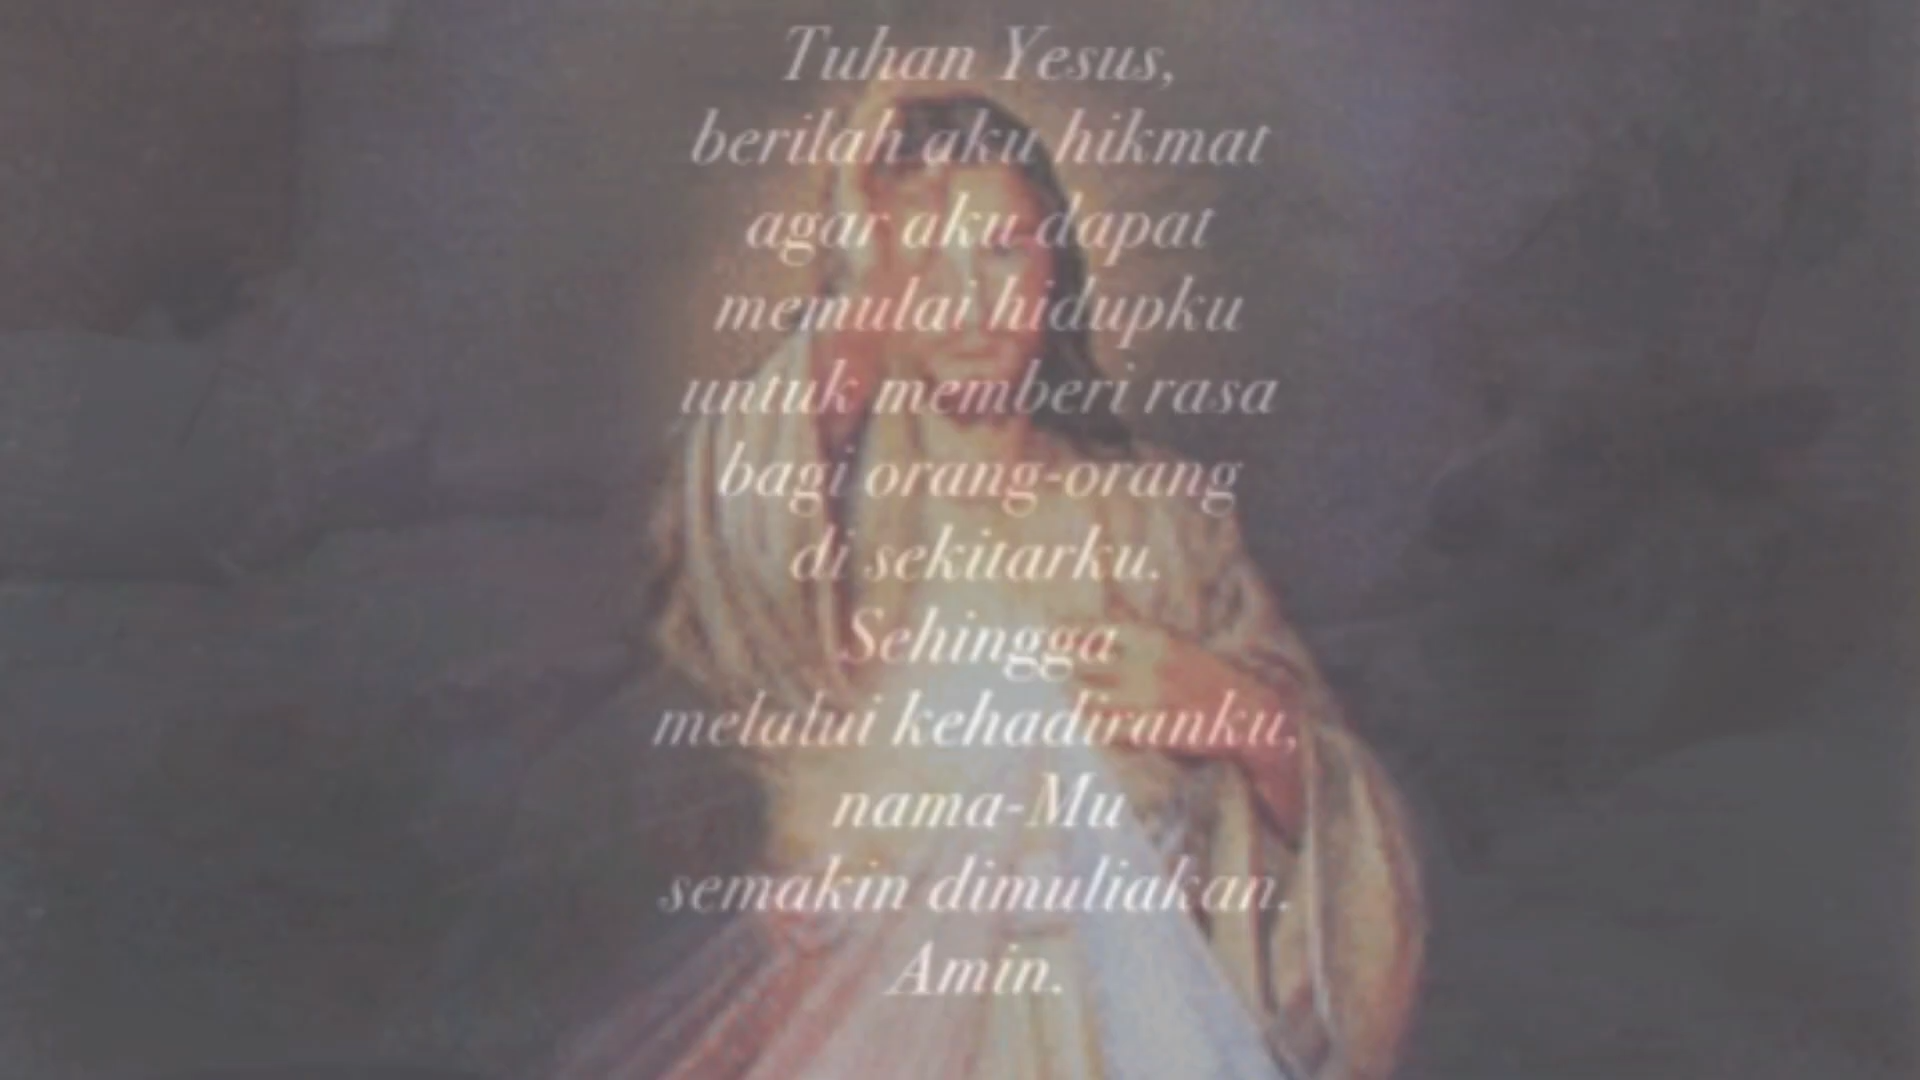 Tuhan Yesus,
berilah aku hikmat
agar aku dapat
memulai hidupku
untuk memberi rasa
bagi orang-orang
di sekitarku.
Sehingga
melalui kehadiranku,
nama-Mu
semakin dimuliakan.
Amin.